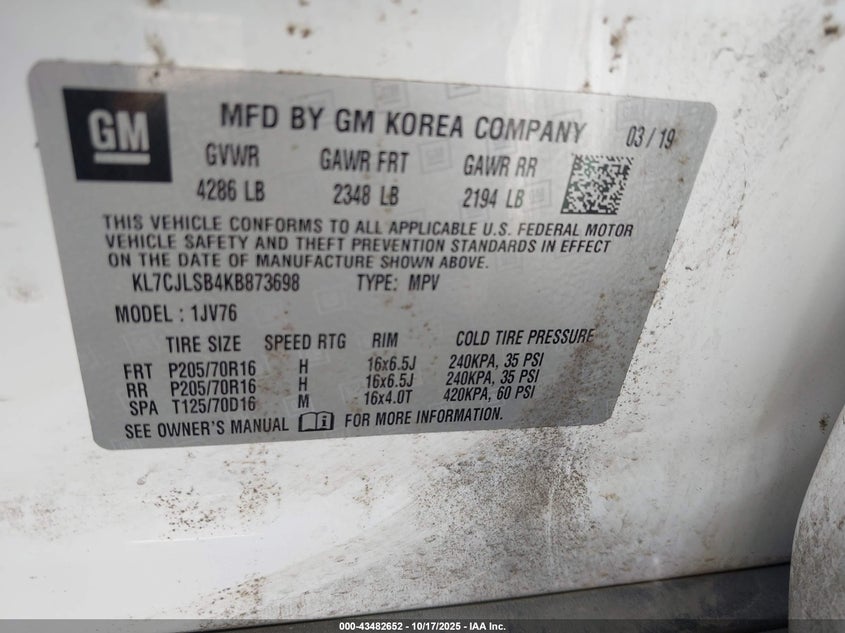 GM
MFD BY GM KOREA COMPANY 03/19
GVWR GAWR FRT GAWR RR
4286 LB 2348 LB 2194 LB
THIS VEHICLE CONFORMS TO ALL APPLICABLE U.S. FEDERAL MOTOR
VEHICLE SAFETY AND THEFT PREVENTION STANDARDS IN EFFECT
ON THE DATE OF MANUFACTURE SHOWN ABOVE.
KL7CJLSB4KB873698 TYPE: MPV
MODEL: 1JV76
TIRE SIZE SPEED RTG RIM COLD TIRE PRESSURE
FRT P205/70R16 H 16x6.5J 240KPA, 35 PSI
RR P205/70R16 H 16x6.5J 240KPA, 35 PSI
SPA T125/70D16 M 16x4.0T 420KPA, 60 PSI
SEE OWNER'S MANUAL FOR MORE INFORMATION.
000-43482652 - 10/17/2025 - IAA Inc.